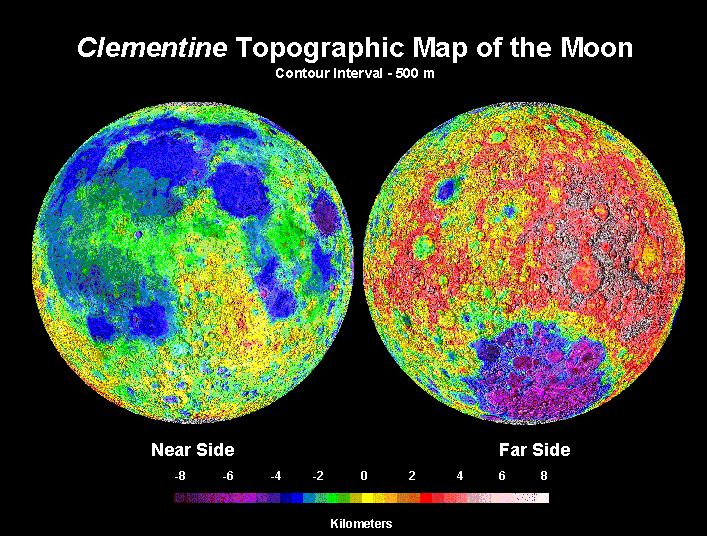 Clementine Topographic Map of the Moon
Contour Interval - 500 m
Near Side
Far Side
-8 -6 -4 -2 0 2 4 6 8
Kilometers